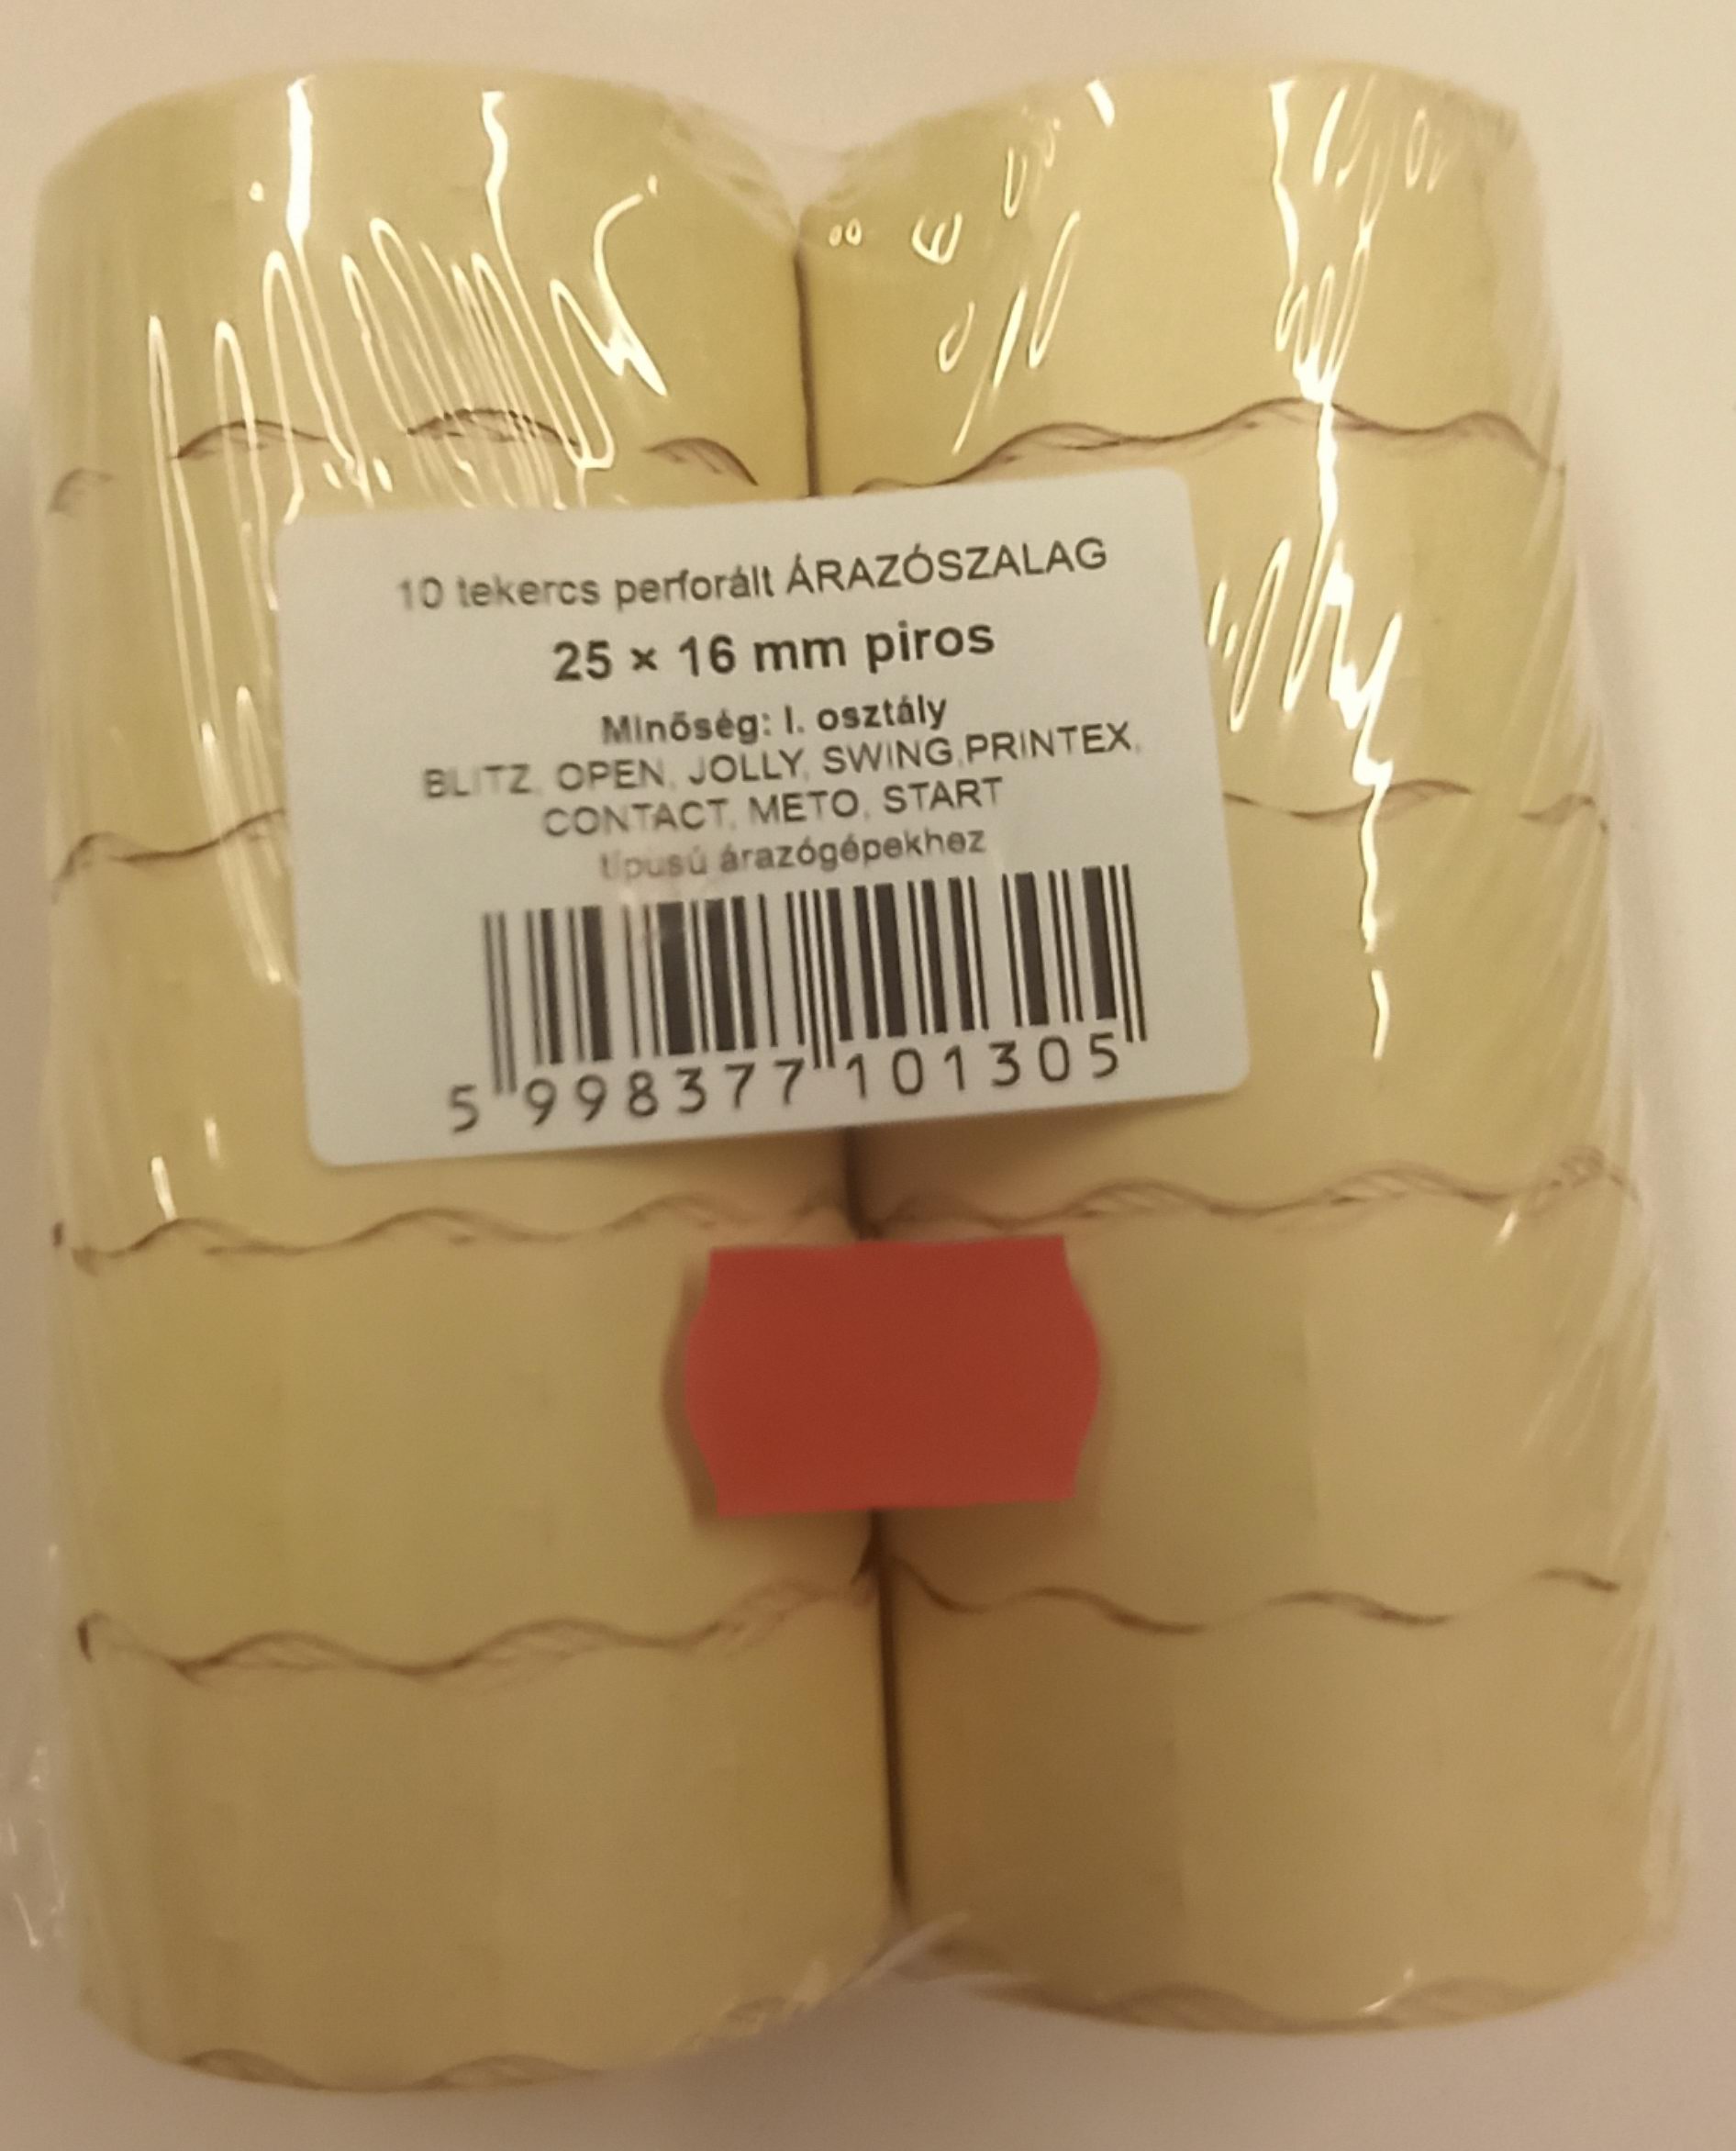 10 tekercs perforált ÁRAZÓSZALAG
25 × 16 mm piros
Minőség: I. osztály
BLITZ, OPEN, JOLLY, SWING,PRINTEX,
CONTACT, METO, START
típusú árazógépekhez
5 998377 101305